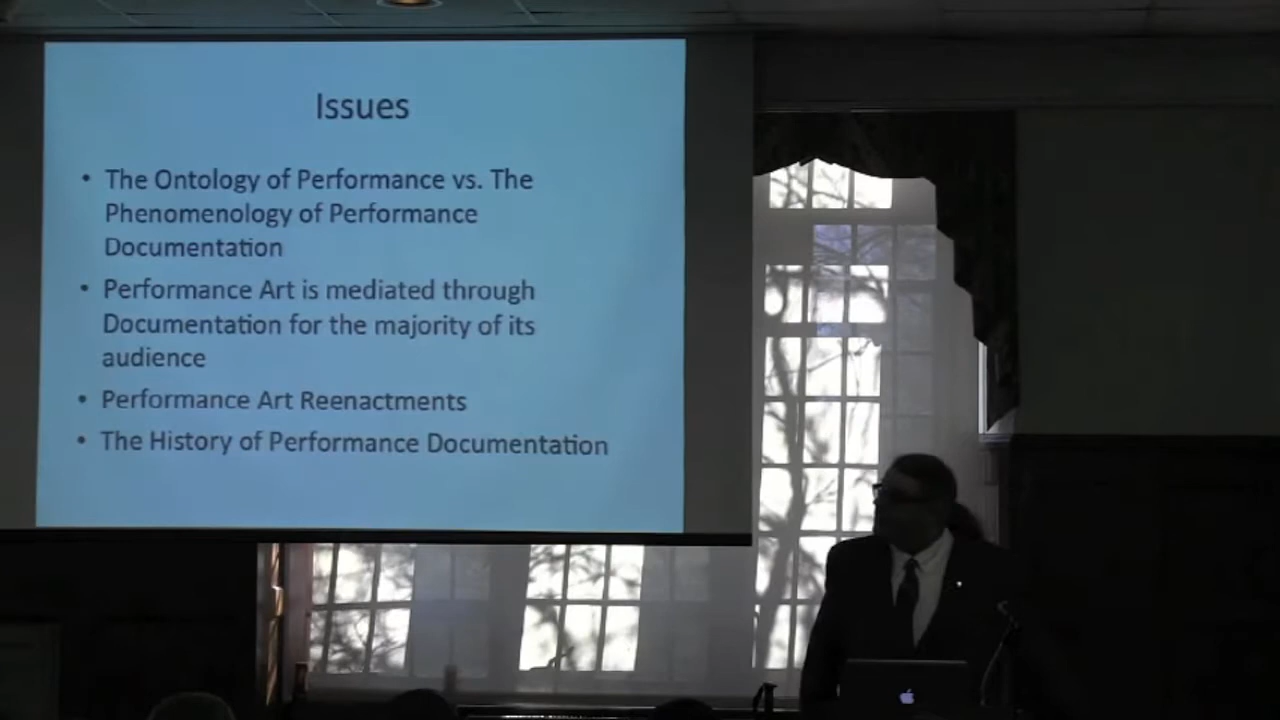 Issues
• The Ontology of Performance vs. The
Phenomenology of Performance
Documentation
• Performance Art is mediated through
Documentation for the majority of its
audience
• Performance Art Reenactments
• The History of Performance Documentation